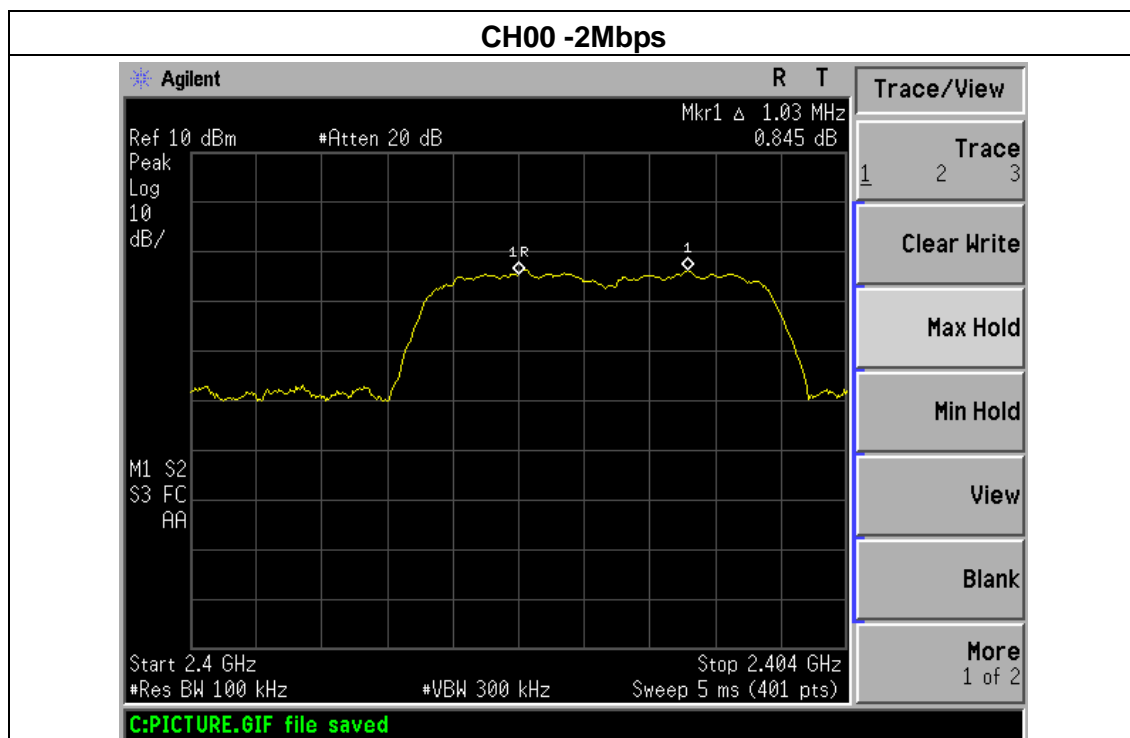 CH00 -2Mbps
Agilent R T
Mkr1 Δ 1.03 MHz
Ref 10 dBm #Atten 20 dB 0.845 dB
Peak
Log
10
dB/
1R 1
M1 S2
S3 FC
AA
Start 2.4 GHz Stop 2.404 GHz
#Res BW 100 kHz #VBW 300 kHz Sweep 5 ms (401 pts)
C:PICTURE.GIF file saved
Trace/View
Trace
1 2 3
Clear Write
Max Hold
Min Hold
View
Blank
More
1 of 2